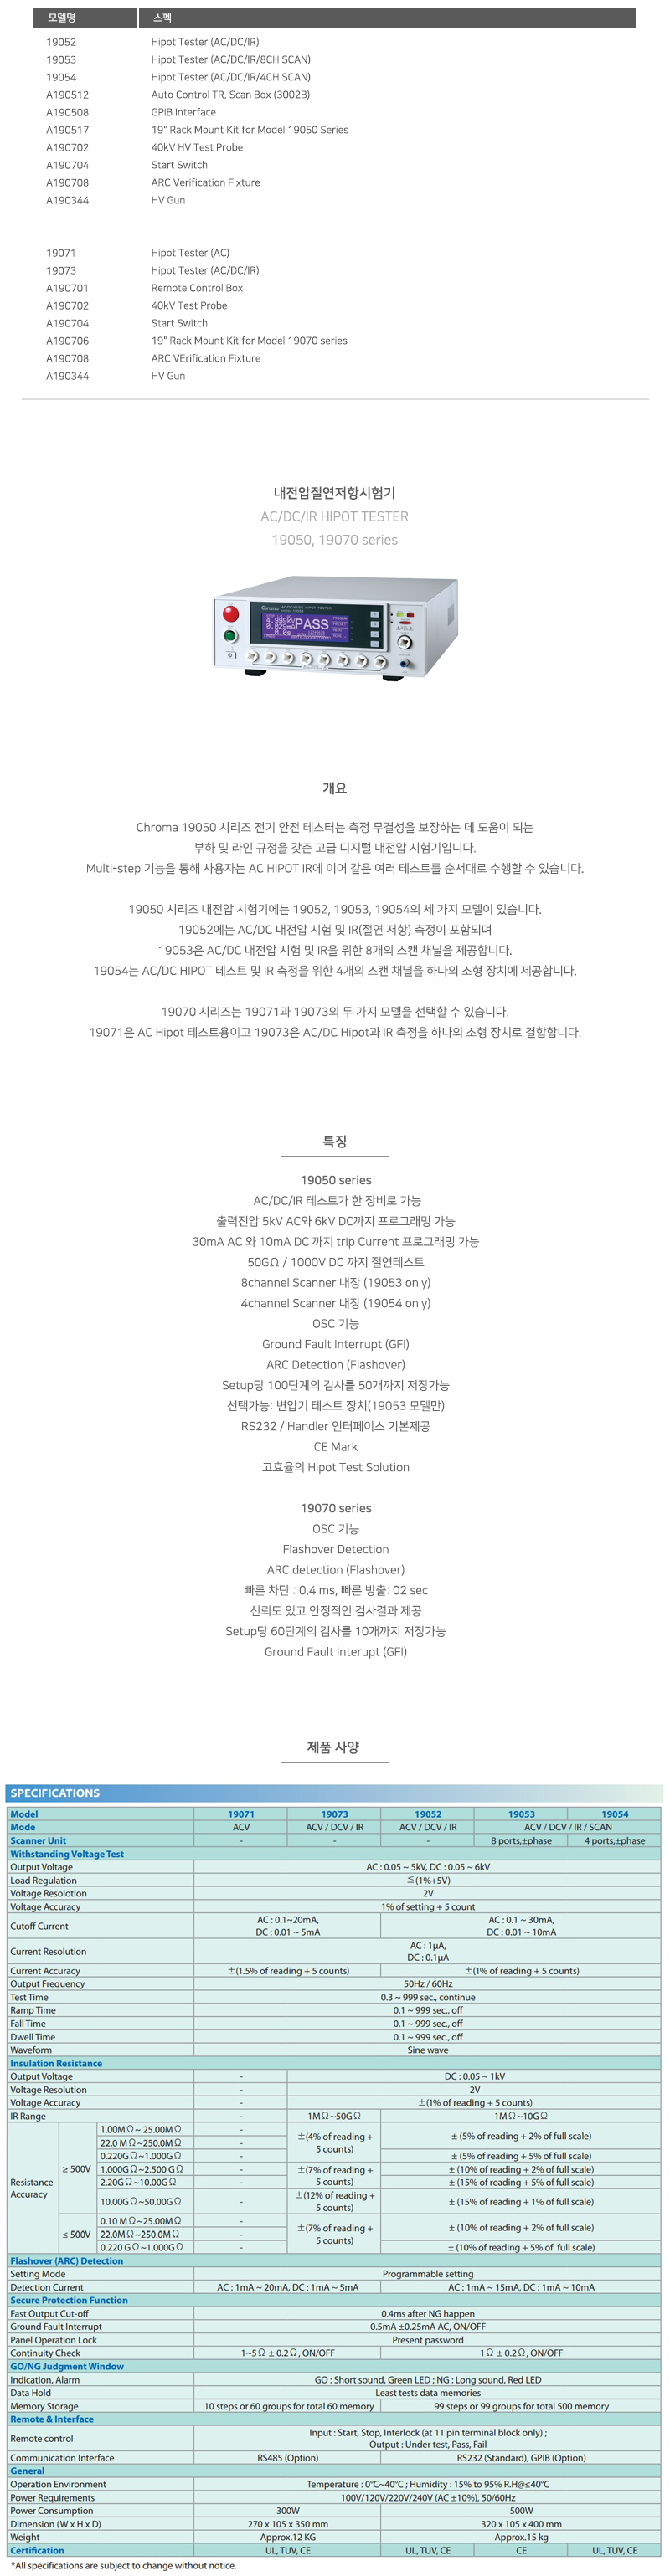 모델명 스펙
19052 Hipot Tester (AC/DC/IR)
19053 Hipot Tester (AC/DC/IR/8CH SCAN)
19054 Hipot Tester (AC/DC/IR/4CH SCAN)
A190512 Auto Control TR. Scan Box (3002B)
A190508 GPIB Interface
A190517 19" Rack Mount Kit for Model 19050 Series
A190702 40kV HV Test Probe
A190704 Start Switch
A190708 ARC Verification Fixture
A190344 HV Gun
19071 Hipot Tester (AC)
19073 Hipot Tester (AC/DC/IR)
A190701 Remote Control Box
A190702 40kV Test Probe
A190704 Start Switch
A190706 19" Rack Mount Kit for Model 19070 series
A190708 ARC VErification Fixture
A190344 HV Gun
내전압절연저항시험기
AC/DC/IR HIPOT TESTER
19050, 19070 series
Chroma
PASS
개요
Chroma 19050 시리즈 전기 안전 테스터는 측정 무결성을 보장하는 데 도움이 되는
부하 및 라인 규정을 갖춘 고급 디지털 내전압 시험기입니다.
Multi-step 기능을 통해 사용자는 AC HIPOT IR에 이어 같은 여러 테스트를 순서대로 수행할 수 있습니다.
19050 시리즈 내전압 시험기에는 19052, 19053, 19054의 세 가지 모델이 있습니다.
19052에는 AC/DC 내전압 시험 및 IR(절연 저항) 측정이 포함되며
19053은 AC/DC 내전압 시험 및 IR을 위한 8개의 스캔 채널을 제공합니다.
19054는 AC/DC HIPOT 테스트 및 IR 측정을 위한 4개의 스캔 채널을 하나의 소형 장치에 제공합니다.
19070 시리즈는 19071과 19073의 두 가지 모델을 선택할 수 있습니다.
19071은 AC Hipot 테스트용이고 19073은 AC/DC Hipot과 IR 측정을 하나의 소형 장치로 결합합니다.
특징
19050 series
AC/DC/IR 테스트가 한 장비로 가능
출력전압 5kV AC와 6kV DC까지 프로그래밍 가능
30mA AC 와 10mA DC 까지 trip Current 프로그래밍 가능
50GΩ / 1000V DC 까지 절연테스트
8channel Scanner 내장 (19053 only)
4channel Scanner 내장 (19054 only)
OSC 기능
Ground Fault Interrupt (GFI)
ARC Detection (Flashover)
Setup당 100단계의 검사를 50개까지 저장가능
선택가능: 변압기 테스트 장치(19053 모델만)
RS232 / Handler 인터페이스 기본제공
CE Mark
고효율의 Hipot Test Solution
19070 series
OSC 기능
Flashover Detection
ARC detection (Flashover)
빠른 차단 : 0.4 ms, 빠른 방출: 02 sec
신뢰도 있고 안정적인 검사결과 제공
Setup당 60단계의 검사를 10개까지 저장가능
Ground Fault Interupt (GFI)
제품 사양
SPECIFICATIONS
Model 19071 19073 19052 19053 19054
Mode ACV ACV / DCV / IR ACV / DCV / IR ACV / DCV / IR / SCAN
Scanner Unit - - - 8 ports,±phase 4 ports,±phase
Withstanding Voltage Test
Output Voltage AC : 0.05 ~ 5kV, DC : 0.05 ~ 6kV
Load Regulation ≦(1%+5V)
Voltage Resolotion 2V
Voltage Accuracy 1% of setting + 5 count
Cutoff Current AC : 0.1~20mA, DC : 0.01 ~ 5mA AC : 0.1 ~ 30mA, DC : 0.01 ~ 10mA
Current Resolution AC : 1μA, DC : 0.1μA
Current Accuracy ±(1.5% of reading + 5 counts) ±(1% of reading + 5 counts)
Output Frequency 50Hz / 60Hz
Test Time 0.3 ~ 999 sec., continue
Ramp Time 0.1 ~ 999 sec., off
Fall Time 0.1 ~ 999 sec., off
Dwell Time 0.1 ~ 999 sec., off
Waveform Sine wave
Insulation Resistance
Output Voltage - DC : 0.05 ~ 1kV
Voltage Resolution - 2V
Voltage Accuracy - ±(1% of reading + 5 counts)
IR Range - 1MΩ~50GΩ 1MΩ~10GΩ
Resistance Accuracy ≥ 500V 1.00MΩ~ 25.00MΩ - ±(4% of reading + 5 counts) ± (5% of reading + 2% of full scale)
22.0 MΩ~250.0MΩ -
0.220GΩ~1.000GΩ - ± (5% of reading + 5% of full scale)
1.000GΩ~2.500 GΩ - ±(7% of reading + 5 counts) ± (10% of reading + 2% of full scale)
2.20GΩ~10.00GΩ - ± (15% of reading + 5% of full scale)
10.00GΩ~50.00GΩ - ±(12% of reading + 5 counts) ± (15% of reading + 1% of full scale)
≤ 500V 0.10 MΩ~25.00MΩ - ±(7% of reading + 5 counts) ± (10% of reading + 2% of full scale)
22.0MΩ~250.0MΩ -
0.220 GΩ~1.000GΩ - ± (10% of reading + 5% of full scale)
Flashover (ARC) Detection
Setting Mode Programmable setting
Detection Current AC : 1mA ~ 20mA, DC : 1mA ~ 5mA AC : 1mA ~ 15mA, DC : 1mA ~ 10mA
Secure Protection Function
Fast Output Cut-off 0.4ms after NG happen
Ground Fault Interrupt 0.5mA ±0.25mA AC, ON/OFF
Panel Operation Lock Present password
Continuity Check 1~5Ω ± 0.2Ω, ON/OFF 1Ω ± 0.2Ω, ON/OFF
GO/NG Judgment Window
Indication, Alarm GO : Short sound, Green LED ; NG : Long sound, Red LED
Data Hold Least tests data memories
Memory Storage 10 steps or 60 groups for total 60 memory 99 steps or 99 groups for total 500 memory
Remote & Interface
Remote control Input : Start, Stop, Interlock (at 11 pin terminal block only) ;
Output : Under test, Pass, Fail
Communication Interface RS485 (Option) RS232 (Standard), GPIB (Option)
General
Operation Environment Temperature : 0°C~40°C ; Humidity : 15% to 95% R.H@≤40°C
Power Requirements 100V/120V/220V/240V (AC ±10%), 50/60Hz
Power Consumption 300W 500W
Dimension (W x H x D) 270 x 105 x 350 mm 320 x 105 x 400 mm
Weight Approx.12 KG Approx.15 kg
Certification UL, TUV, CE UL, TUV, CE CE UL, TUV, CE
*All specifications are subject to change without notice.